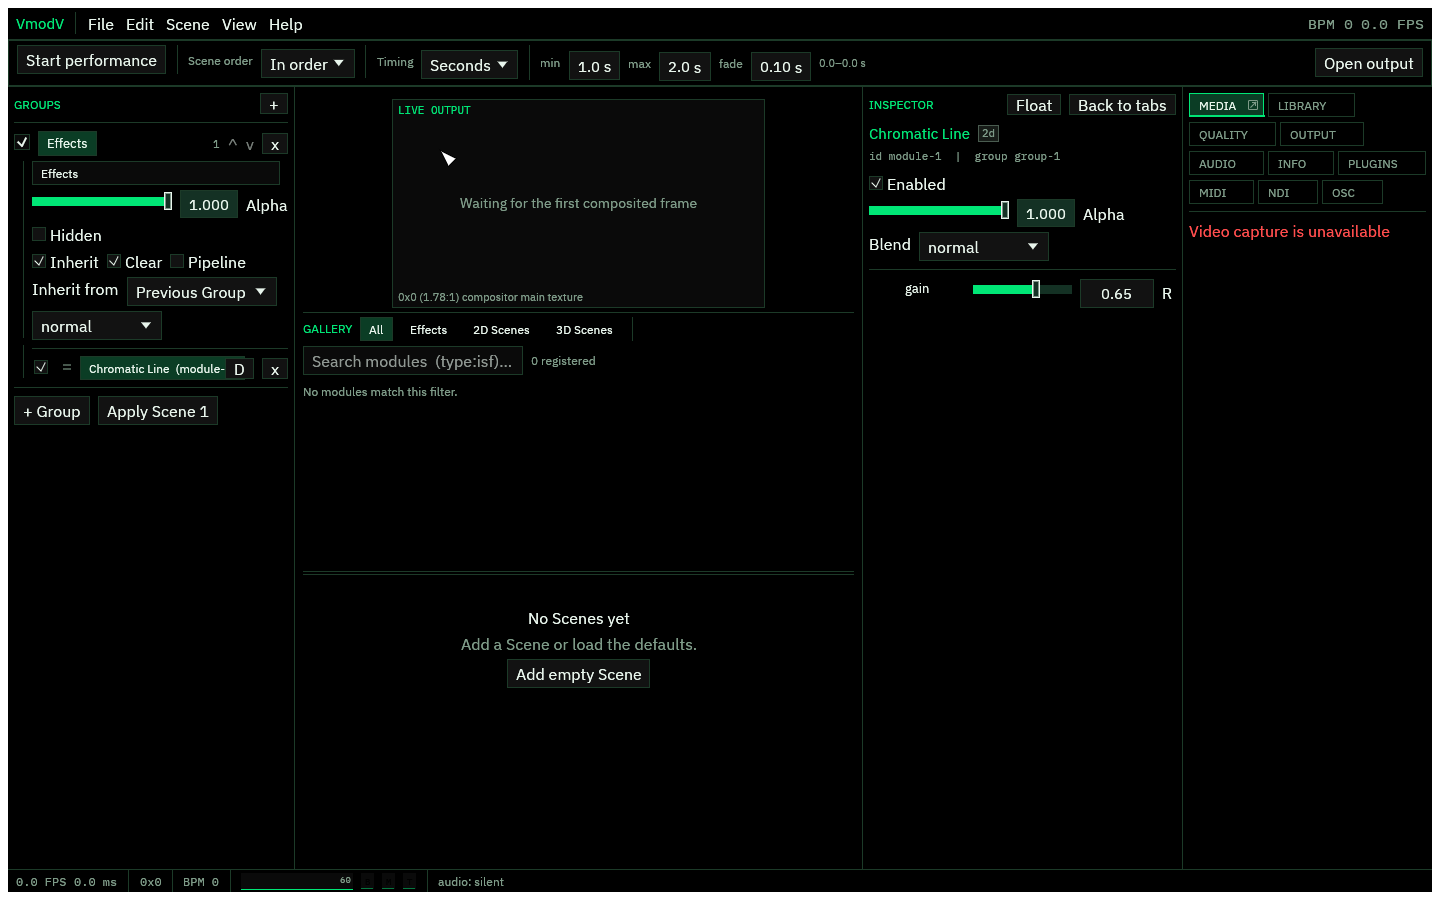 VmodV File Edit Scene View Help BPM 0 0.0 FPS
Start performance Scene order In order Timing Seconds min 1.0 s max 2.0 s fade 0.10 s 0.0–0.0 s Open output
GROUPS +
Effects 1 ^ v x
Effects
1.000 Alpha
Hidden
Inherit Clear Pipeline
Inherit from Previous Group
normal
= Chromatic Line (module- D x
+ Group Apply Scene 1
LIVE OUTPUT
Waiting for the first composited frame
0x0 (1.78:1) compositor main texture
GALLERY All Effects 2D Scenes 3D Scenes
Search modules (type:isf)... 0 registered
No modules match this filter.
No Scenes yet
Add a Scene or load the defaults.
Add empty Scene
INSPECTOR Float Back to tabs
Chromatic Line 2d
id module-1 | group group-1
Enabled
1.000 Alpha
Blend normal
gain 0.65 R
MEDIA LIBRARY
QUALITY OUTPUT
AUDIO INFO PLUGINS
MIDI NDI OSC
Video capture is unavailable
0.0 FPS 0.0 ms 0x0 BPM 0 60 audio: silent